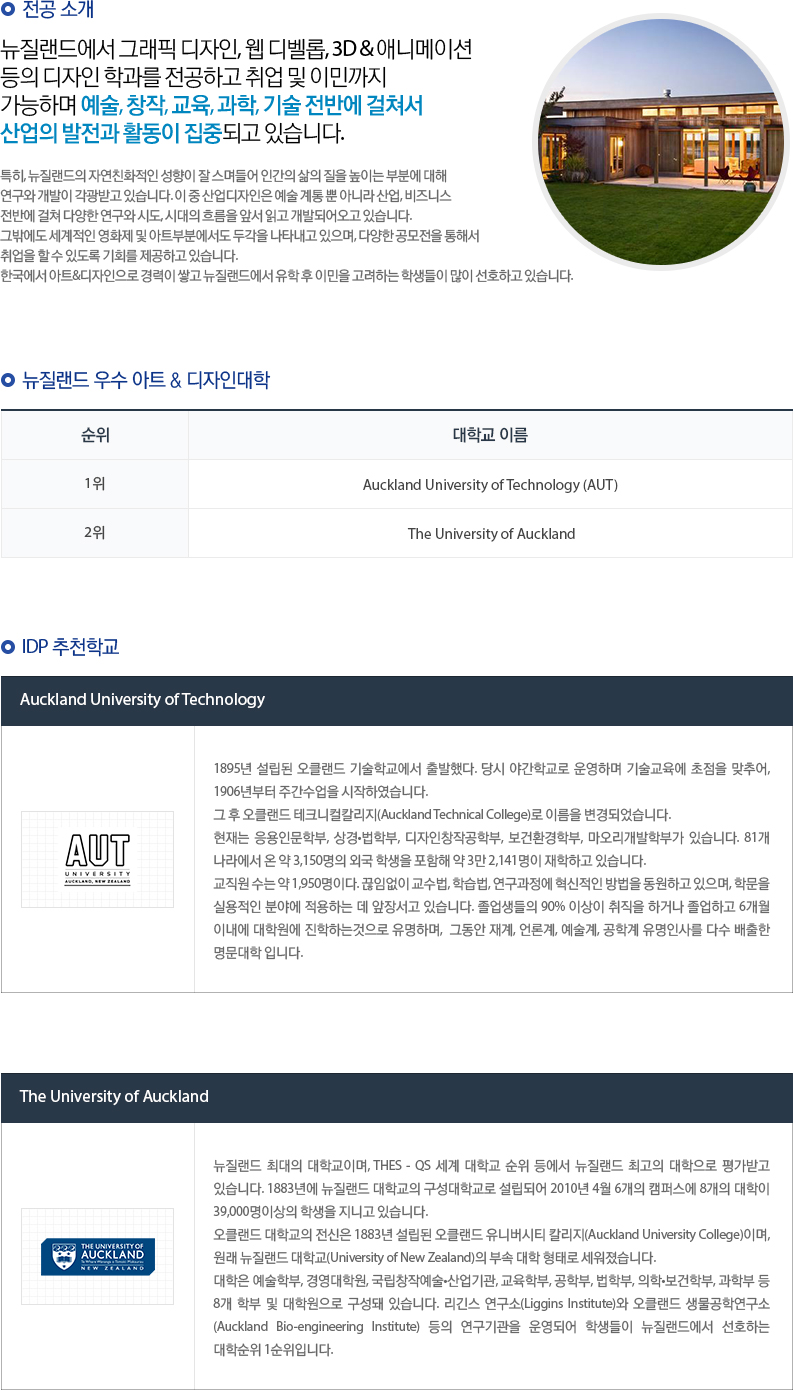 전공 소개
뉴질랜드에서 그래픽 디자인, 웹 디벨롭, 3D & 애니메이션
등의 디자인 학과를 전공하고 취업 및 이민까지
가능하며 예술, 창작, 교육, 과학, 기술 전반에 걸쳐서
산업의 발전과 활동이 집중되고 있습니다.
특히, 뉴질랜드의 자연친화적인 성향이 잘 스며들어 인간의 삶의 질을 높이는 부분에 대해
연구와 개발이 각광받고 있습니다. 이 중 산업디자인은 예술 계통 뿐 아니라 산업, 비즈니스
전반에 걸쳐 다양한 연구와 시도, 시대의 흐름을 앞서 읽고 개발되어오고 있습니다.
그밖에도 세계적인 영화제 및 아트부분에서도 두각을 나타내고 있으며, 다양한 공모전을 통해서
취업을 할 수 있도록 기회를 제공하고 있습니다.
한국에서 아트&디자인으로 경력이 쌓고 뉴질랜드에서 유학 후 이민을 고려하는 학생들이 많이 선호하고 있습니다.
뉴질랜드 우수 아트 & 디자인대학
순위 대학교 이름
1위 Auckland University of Technology (AUT)
2위 The University of Auckland
IDP 추천학교
Auckland University of Technology
AUT
UNIVERSITY
AUCKLAND, NEW ZEALAND
1895년 설립된 오클랜드 기술학교에서 출발했다. 당시 야간학교로 운영하며 기술교육에 초점을 맞추어,
1906년부터 주간수업을 시작하였습니다.
그 후 오클랜드 테크니컬칼리지(Auckland Technical College)로 이름을 변경되었습니다.
현재는 응용인문학부, 상경•법학부, 디자인창작공학부, 보건환경학부, 마오리개발학부가 있습니다. 81개
나라에서 온 약 3,150명의 외국 학생을 포함해 약 3만 2,141명이 재학하고 있습니다.
교직원 수는 약 1,950명이다. 끊임없이 교수법, 학습법, 연구과정에 혁신적인 방법을 동원하고 있으며, 학문을
실용적인 분야에 적용하는 데 앞장서고 있습니다. 졸업생들의 90% 이상이 취직을 하거나 졸업하고 6개월
이내에 대학원에 진학하는것으로 유명하며, 그동안 재계, 언론계, 예술계, 공학계 유명인사를 다수 배출한
명문대학 입니다.
The University of Auckland
THE UNIVERSITY OF
AUCKLAND
Te Whare Wānanga o Tāmaki Makaurau
NEW ZEALAND
뉴질랜드 최대의 대학교이며, THES - QS 세계 대학교 순위 등에서 뉴질랜드 최고의 대학으로 평가받고
있습니다. 1883년에 뉴질랜드 대학교의 구성대학교로 설립되어 2010년 4월 6개의 캠퍼스에 8개의 대학이
39,000명이상의 학생을 지니고 있습니다.
오클랜드 대학교의 전신은 1883년 설립된 오클랜드 유니버시티 칼리지(Auckland University College)이며,
원래 뉴질랜드 대학교(University of New Zealand)의 부속 대학 형태로 세워졌습니다.
대학은 예술학부, 경영대학원, 국립창작예술•산업기관, 교육학부, 공학부, 법학부, 의학•보건학부, 과학부 등
8개 학부 및 대학원으로 구성돼 있습니다. 리긴스 연구소(Liggins Institute)와 오클랜드 생물공학연구소
(Auckland Bio-engineering Institute) 등의 연구기관을 운영되어 학생들이 뉴질랜드에서 선호하는
대학순위 1순위입니다.